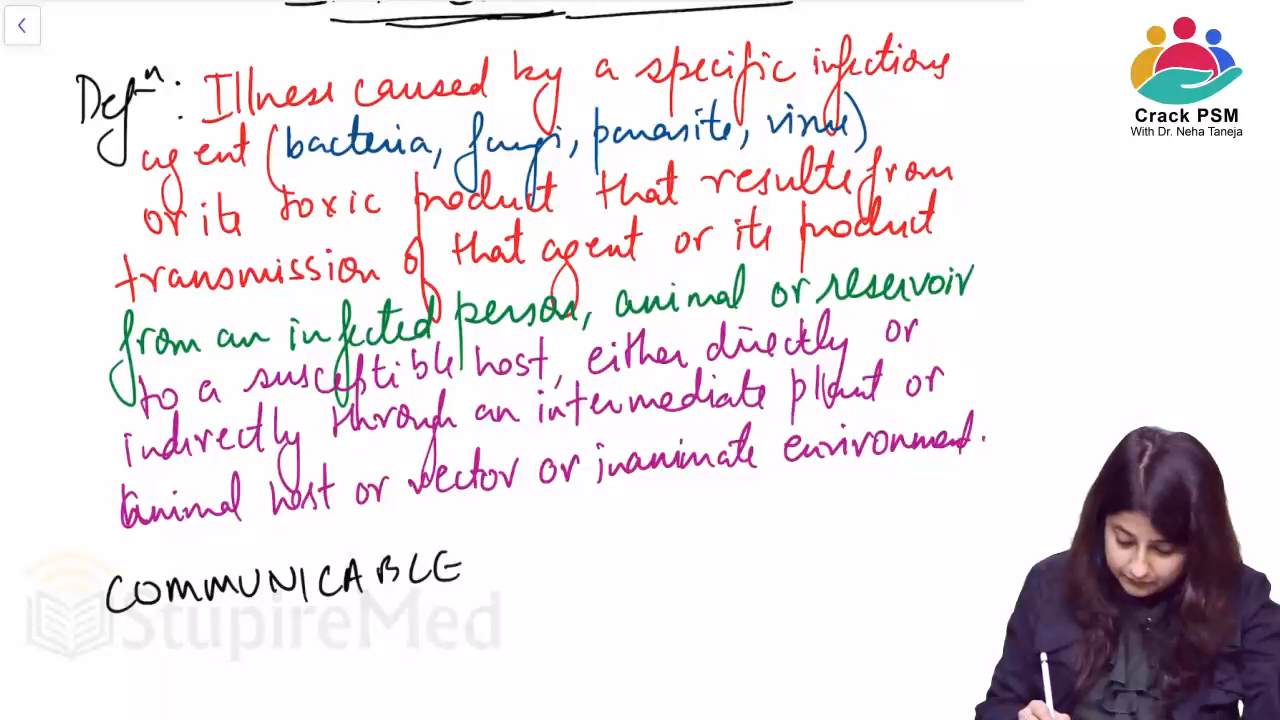 Defn: Illness caused by a specific infectious
agent (bacteria, fungi, parasite, virus)
or its toxic product that results from
transmission of that agent or its product
from an infected person, animal or reservoir
to a susceptible host, either directly or
indirectly through an intermediate plant or
animal host or vector or inanimate environment.
COMMUNICABLE
StupireMed
Crack PSM
With Dr. Neha Taneja